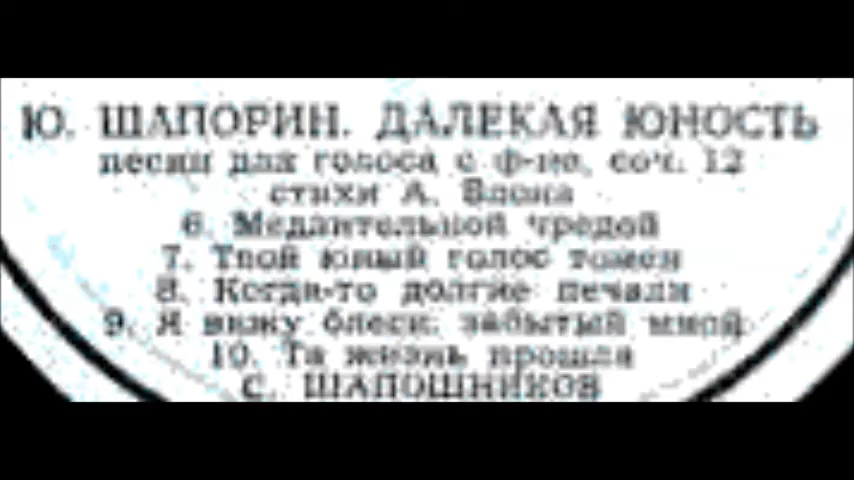 Ю. ШАПОРИН. ДАЛЕКАЯ ЮНОСТЬ
песни для голоса с ф-но, соч. 12
стихи А. Блока
6. Медлительной чредой
7. Твой юный голос томен
8. Когда-то долгие печали
9. Я вижу блеск, забытый мной
10. Та жизнь прошла
С. ШАПОШНИКОВ